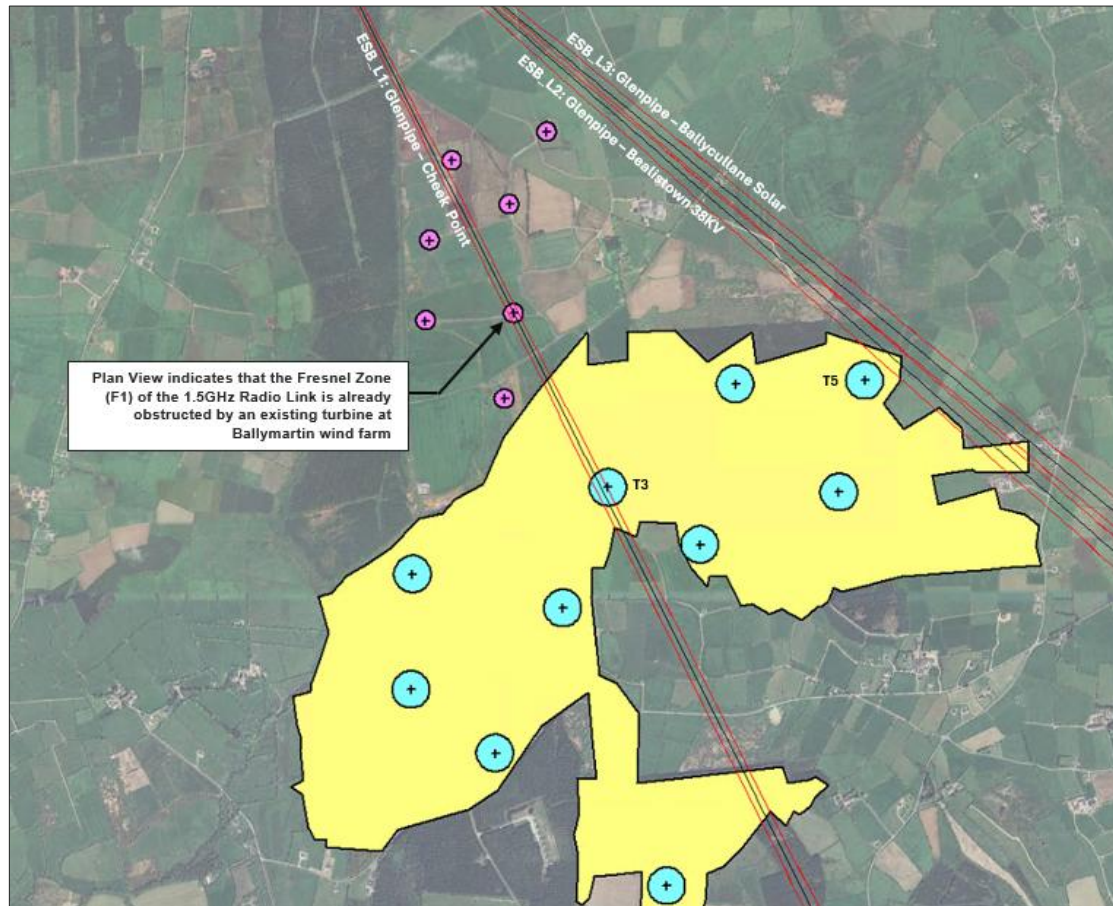 ESB_L1: Glenpipe – Cheek Point
ESB_L3: Glenpipe – Ballycullane Solar
ESB_L2: Glenpipe – Bealistown 38KV
Plan View indicates that the Fresnel Zone
(F1) of the 1.5GHz Radio Link is already
obstructed by an existing turbine at
Ballymartin wind farm
T5
T3